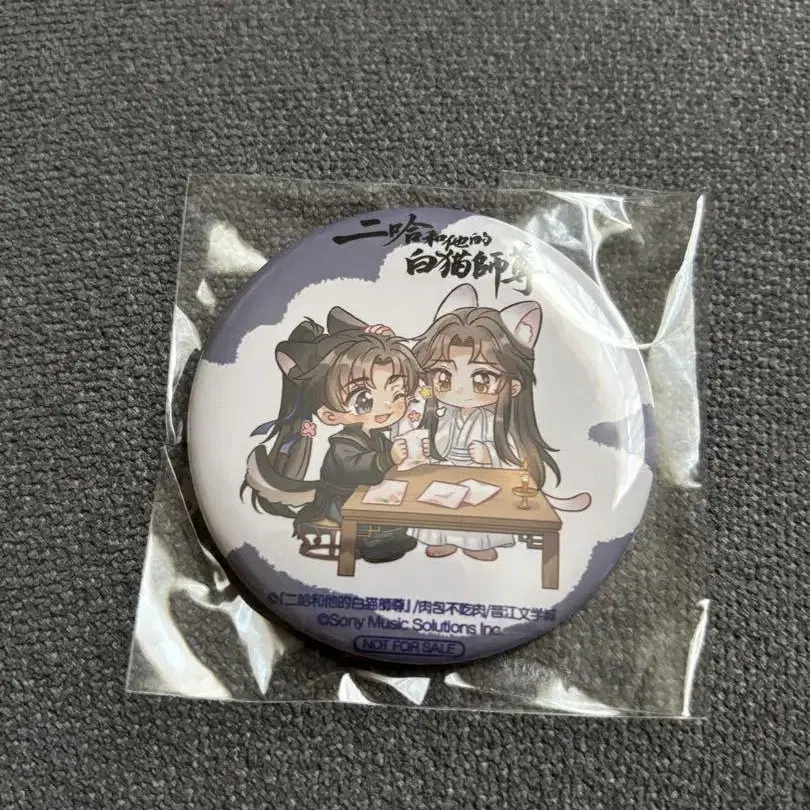 二哈和他的
白猫師尊
©「二哈和他的白猫師尊」/肉包不吃肉/晋江文学城
©Sony Music Solutions Inc.
NOT FOR SALE